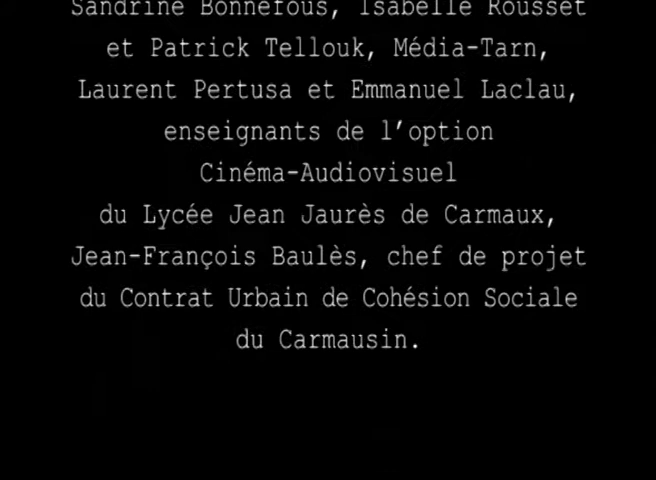 Sandrine Bonnefous, Isabelle Rousset
et Patrick Tellouk, Média-Tarn,
Laurent Pertusa et Emmanuel Laclau,
enseignants de l’option
Cinéma-Audiovisuel
du Lycée Jean Jaurès de Carmaux,
Jean-François Baulès, chef de projet
du Contrat Urbain de Cohésion Sociale
du Carmausin.